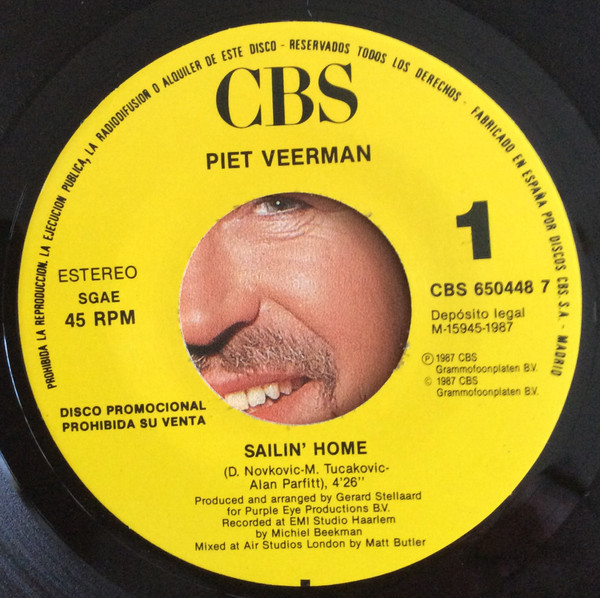 PROHIBIDA LA REPRODUCCION, LA EJECUCION PUBLICA, LA RADIODIFUSION O ALQUILER DE ESTE DISCO - RESERVADOS TODOS LOS DERECHOS - FABRICADO EN ESPAÑA POR DISCOS CBS S.A. - MADRID
CBS
PIET VEERMAN
1
ESTEREO
SGAE
45 RPM
CBS 650448 7
Depósito legal
M-15945-1987
Ⓟ 1987 CBS
Grammofoonplaten B.V.
© 1987 CBS
Grammofoonplaten B.V.
DISCO PROMOCIONAL
PROHIBIDA SU VENTA
SAILIN' HOME
(D. Novkovic-M. Tucakovic-
Alan Parfitt), 4'26''
Produced and arranged by Gerard Stellaard
for Purple Eye Productions B.V.
Recorded at EMI Studio Haarlem
by Michiel Beekman
Mixed at Air Studios London by Matt Butler